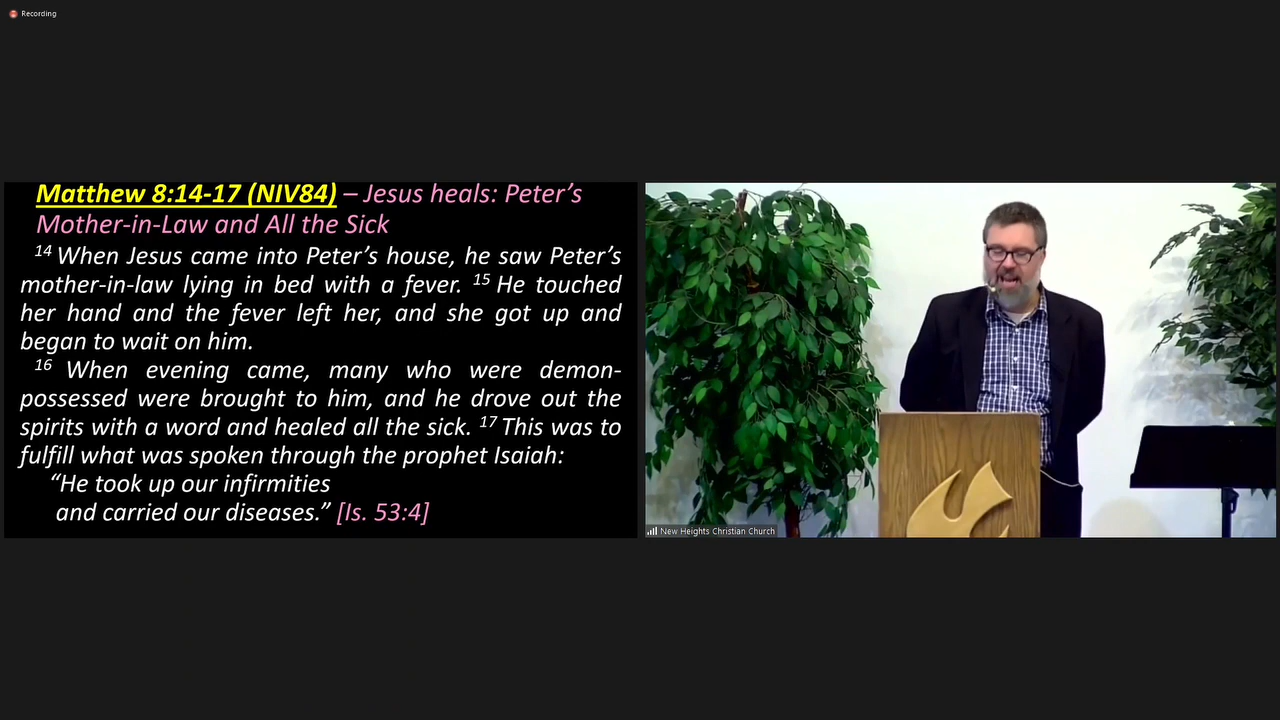 Recording
Matthew 8:14-17 (NIV84) – Jesus heals: Peter’s
Mother-in-Law and All the Sick
14 When Jesus came into Peter’s house, he saw Peter’s
mother-in-law lying in bed with a fever. 15 He touched
her hand and the fever left her, and she got up and
began to wait on him.
16 When evening came, many who were demon-
possessed were brought to him, and he drove out the
spirits with a word and healed all the sick. 17 This was to
fulfill what was spoken through the prophet Isaiah:
“He took up our infirmities
and carried our diseases.” [Is. 53:4]
New Heights Christian Church